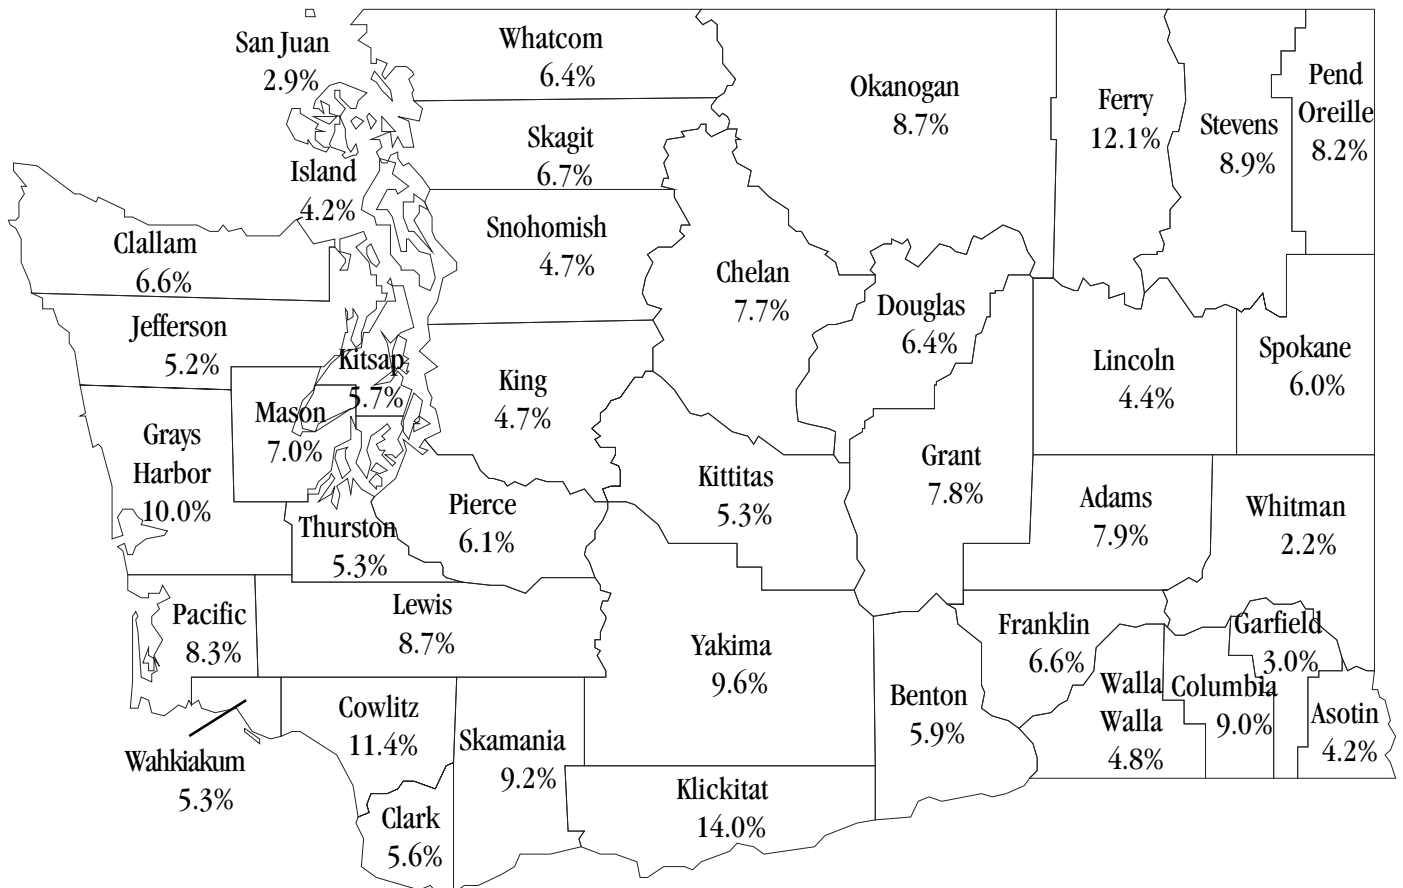 San Juan
2.9%
Whatcom
6.4%
Okanogan
8.7%
Ferry
12.1%
Stevens
8.9%
Pend
Oreille
8.2%
Skagit
6.7%
Island
4.2%
Clallam
6.6%
Snohomish
4.7%
Chelan
7.7%
Douglas
6.4%
Jefferson
5.2%
Kitsap
5.7%
King
4.7%
Lincoln
4.4%
Spokane
6.0%
Mason
7.0%
Grays
Harbor
10.0%
Kittitas
5.3%
Grant
7.8%
Adams
7.9%
Whitman
2.2%
Thurston
5.3%
Pierce
6.1%
Pacific
8.3%
Lewis
8.7%
Yakima
9.6%
Franklin
6.6%
Garfield
3.0%
Benton
5.9%
Walla
Walla
4.8%
Columbia
9.0%
Asotin
4.2%
Wahkiakum
5.3%
Cowlitz
11.4%
Skamania
9.2%
Klickitat
14.0%
Clark
5.6%